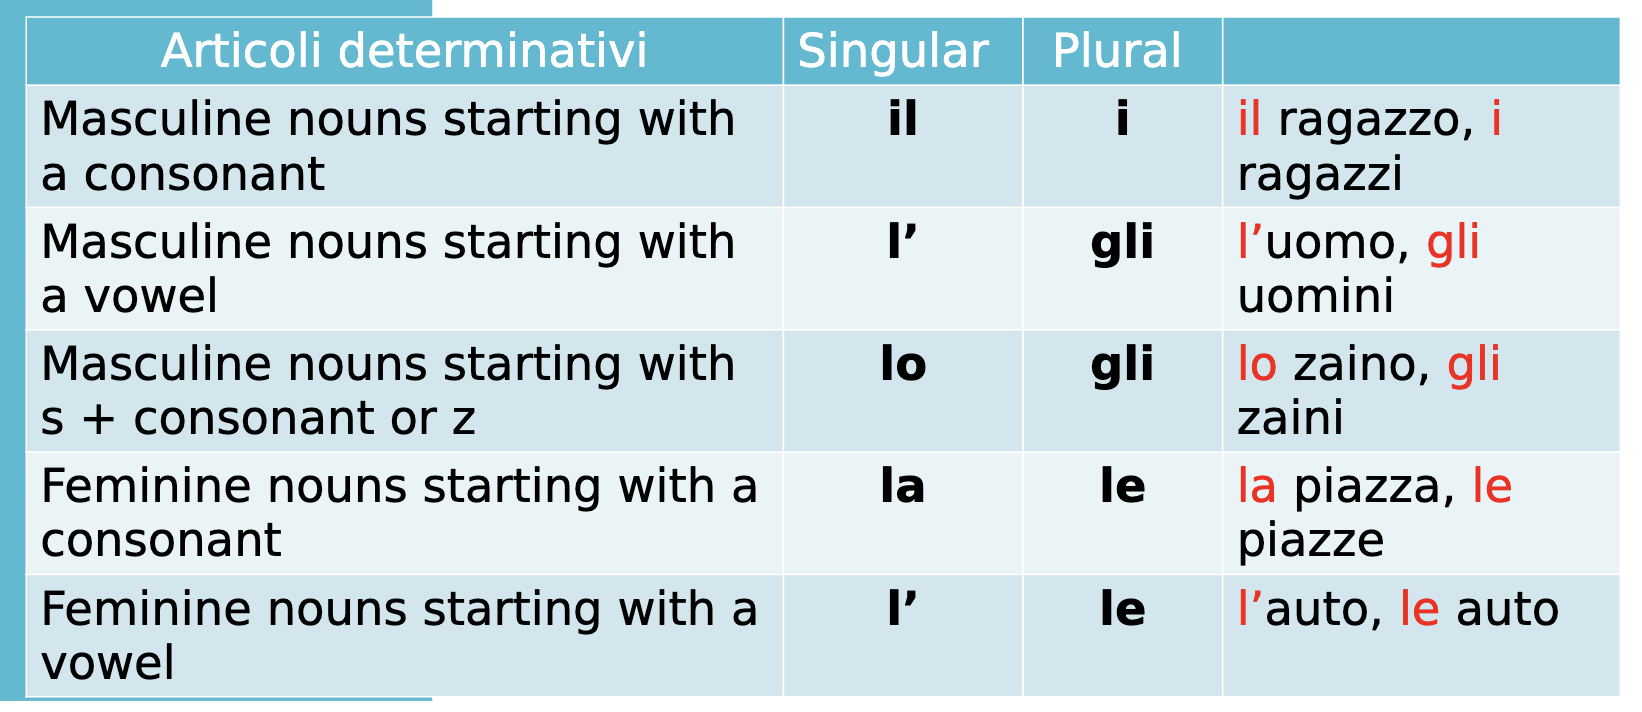 Articoli determinativi Singular Plural
Masculine nouns starting with il i il ragazzo, i
a consonant ragazzi
Masculine nouns starting with l’ gli l’uomo, gli
a vowel uomini
Masculine nouns starting with lo gli lo zaino, gli
s + consonant or z zaini
Feminine nouns starting with a la le la piazza, le
consonant piazze
Feminine nouns starting with a l’ le l’auto, le auto
vowel